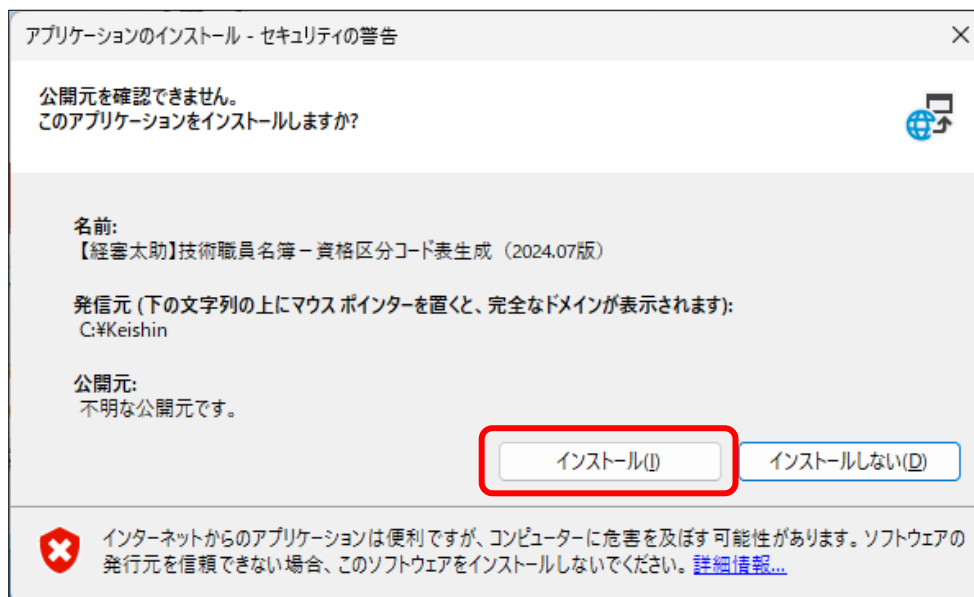 アプリケーションのインストール - セキュリティの警告
公開元を確認できません。
このアプリケーションをインストールしますか?
名前:
【経審太助】技術職員名簿－資格区分コード表生成（2024.07版）
発信元 (下の文字列の上にマウス ポインターを置くと、完全なドメインが表示されます):
C:¥Keishin
公開元:
不明な公開元です。
インストール(I)
インストールしない(D)
インターネットからのアプリケーションは便利ですが、コンピューターに危害を及ぼす可能性があります。ソフトウェアの
発行元を信頼できない場合、このソフトウェアをインストールしないでください。詳細情報...